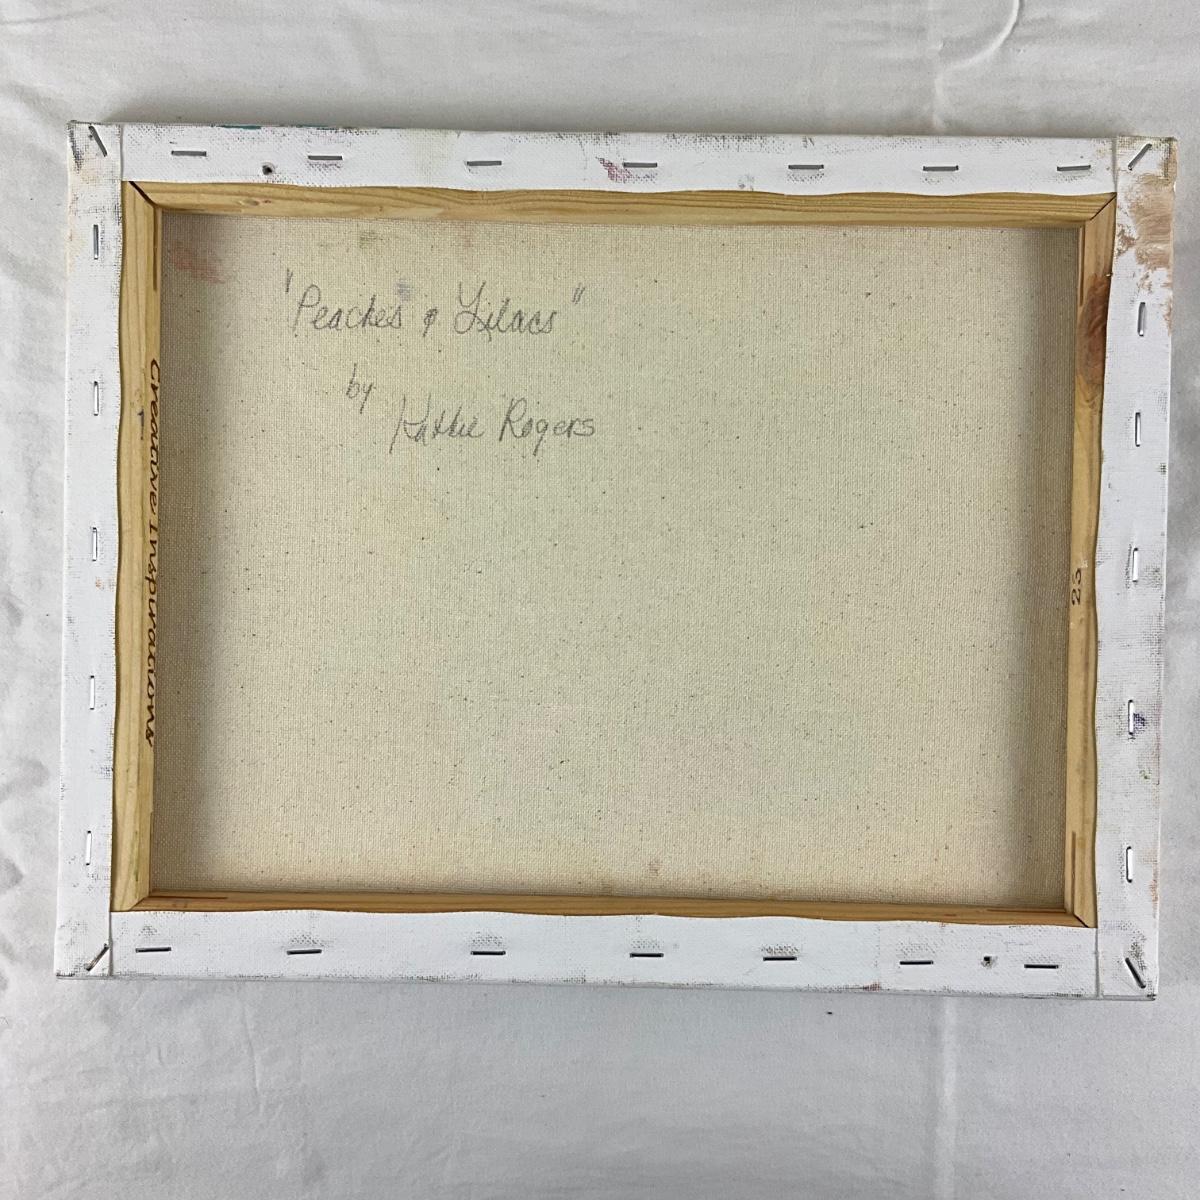 "Peaches & Lilacs"
by
Kathie Rogers
Creative Inspirations
23